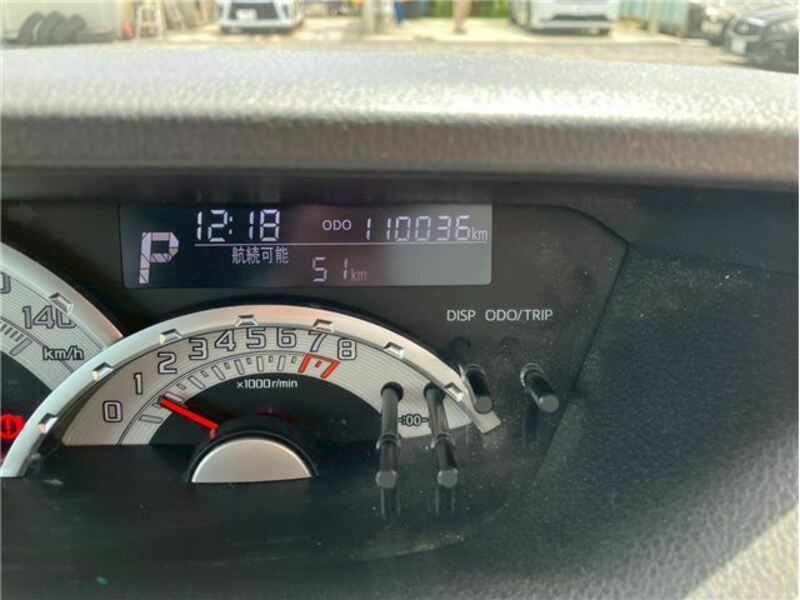 12:18 ODO 110036km
P 航続可能 51km
DISP ODO/TRIP
140
km/h
0 1 2 3 4 5 6 7 8
×1000r/min
:00